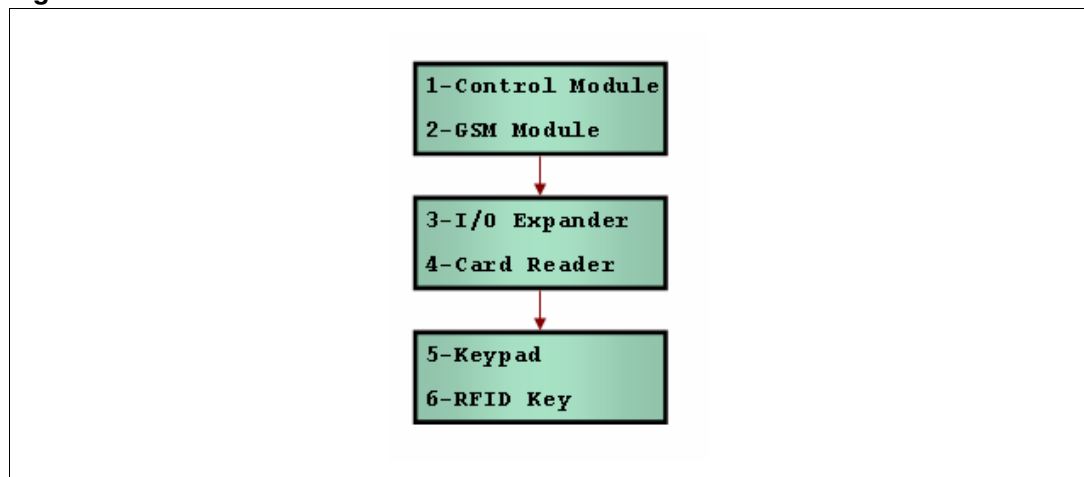 1-Control Module
2-GSM Module
3-I/O Expander
4-Card Reader
5-Keypad
6-RFID Key